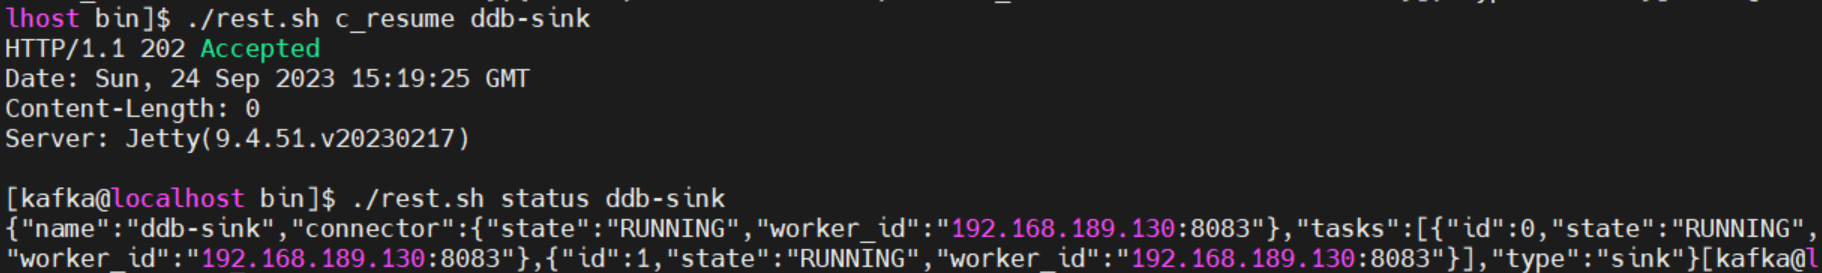 lhost bin]$ ./rest.sh c_resume ddb-sink
HTTP/1.1 202 Accepted
Date: Sun, 24 Sep 2023 15:19:25 GMT
Content-Length: 0
Server: Jetty(9.4.51.v20230217)
[kafka@localhost bin]$ ./rest.sh status ddb-sink
{"name":"ddb-sink","connector":{"state":"RUNNING","worker_id":"192.168.189.130:8083"},"tasks":[{"id":0,"state":"RUNNING",
"worker_id":"192.168.189.130:8083"},{"id":1,"state":"RUNNING","worker_id":"192.168.189.130:8083"}],"type":"sink"}[kafka@l